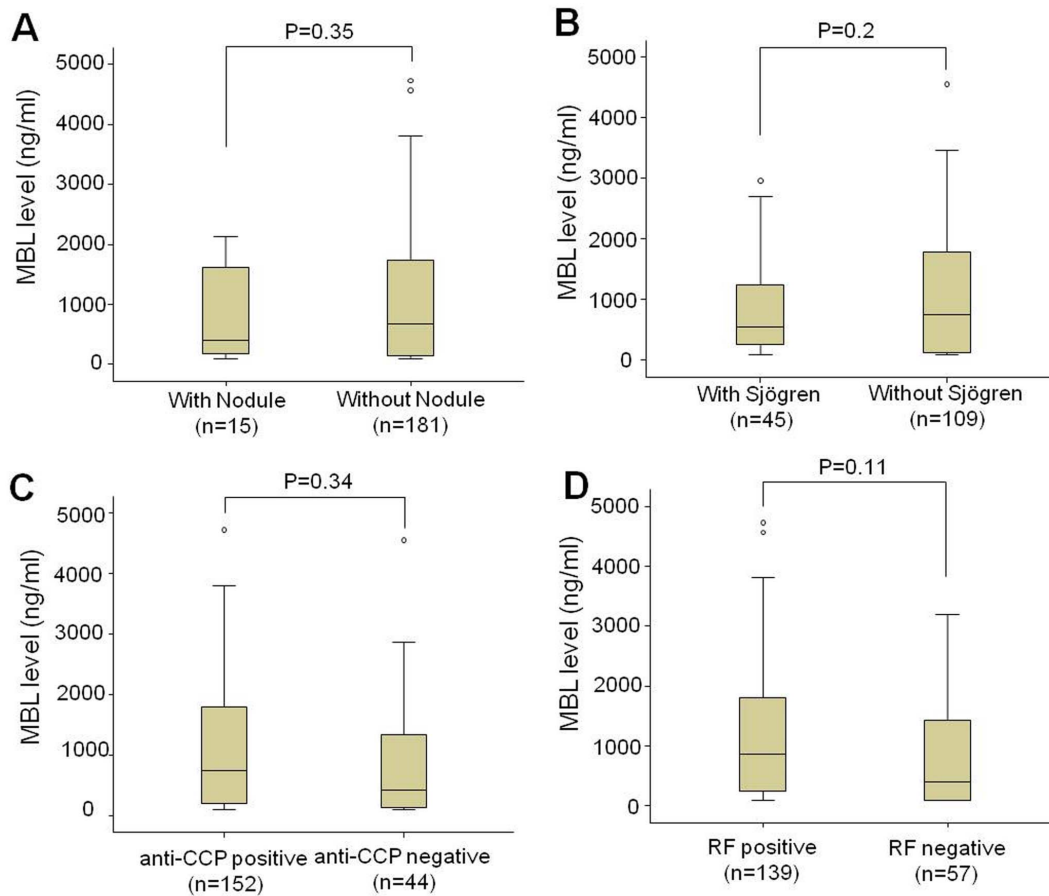 A
P=0.35
MBL level (ng/ml)
5000
4000
3000
2000
1000
0
With Nodule
(n=15)
Without Nodule
(n=181)
B
P=0.2
MBL level (ng/ml)
5000
4000
3000
2000
1000
0
With Sjögren
(n=45)
Without Sjögren
(n=109)
C
P=0.34
MBL level (ng/ml)
5000
4000
3000
2000
1000
0
anti-CCP positive
(n=152)
anti-CCP negative
(n=44)
D
P=0.11
MBL level (ng/ml)
5000
4000
3000
2000
1000
0
RF positive
(n=139)
RF negative
(n=57)